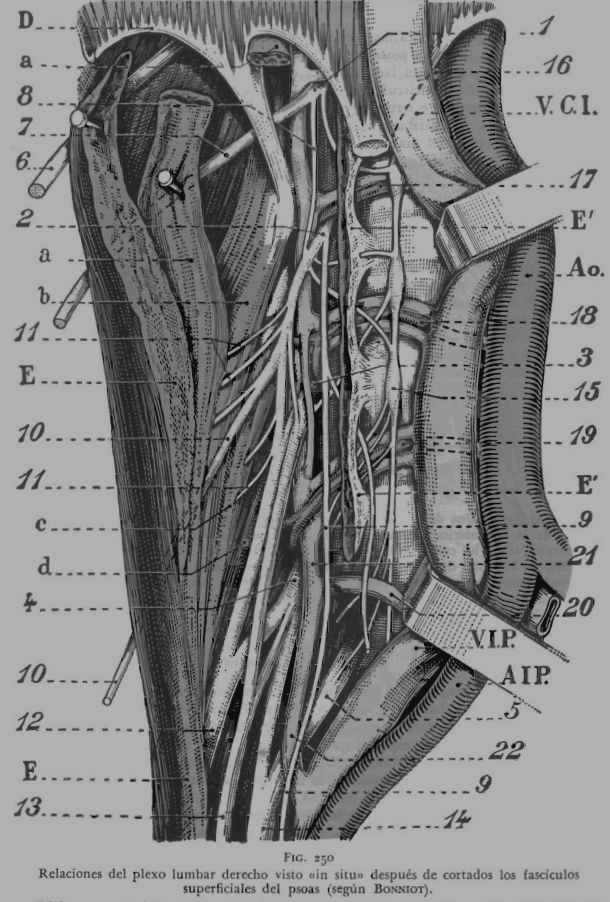 D
a
8
7
6
2
a
b
11
E
10
11
c
d
4
10
12
E
13
1
16
V.C.I.
17
E'
Ao.
18
3
15
19
E'
9
21
20
V.I.P.
A I P.
5
22
9
14
FIG. 250
Relaciones del plexo lumbar derecho visto «in situ» después de cortados los fascículos
superficiales del psoas (según BONNIOT).